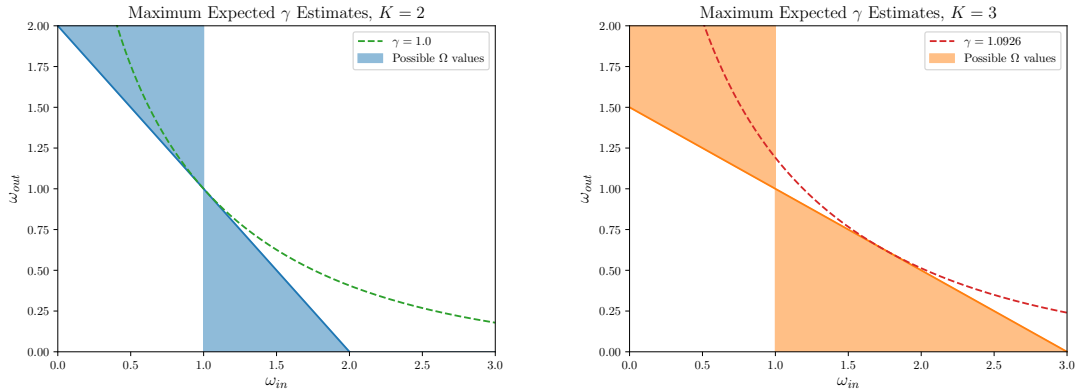 Maximum Expected γ Estimates, K = 2
γ = 1.0
Possible Ω values
2.00
1.75
1.50
1.25
1.00
0.75
0.50
0.25
0.00
ω_out
0.0 0.5 1.0 1.5 2.0 2.5 3.0
ω_in
Maximum Expected γ Estimates, K = 3
γ = 1.0926
Possible Ω values
2.00
1.75
1.50
1.25
1.00
0.75
0.50
0.25
0.00
ω_out
0.0 0.5 1.0 1.5 2.0 2.5 3.0
ω_in